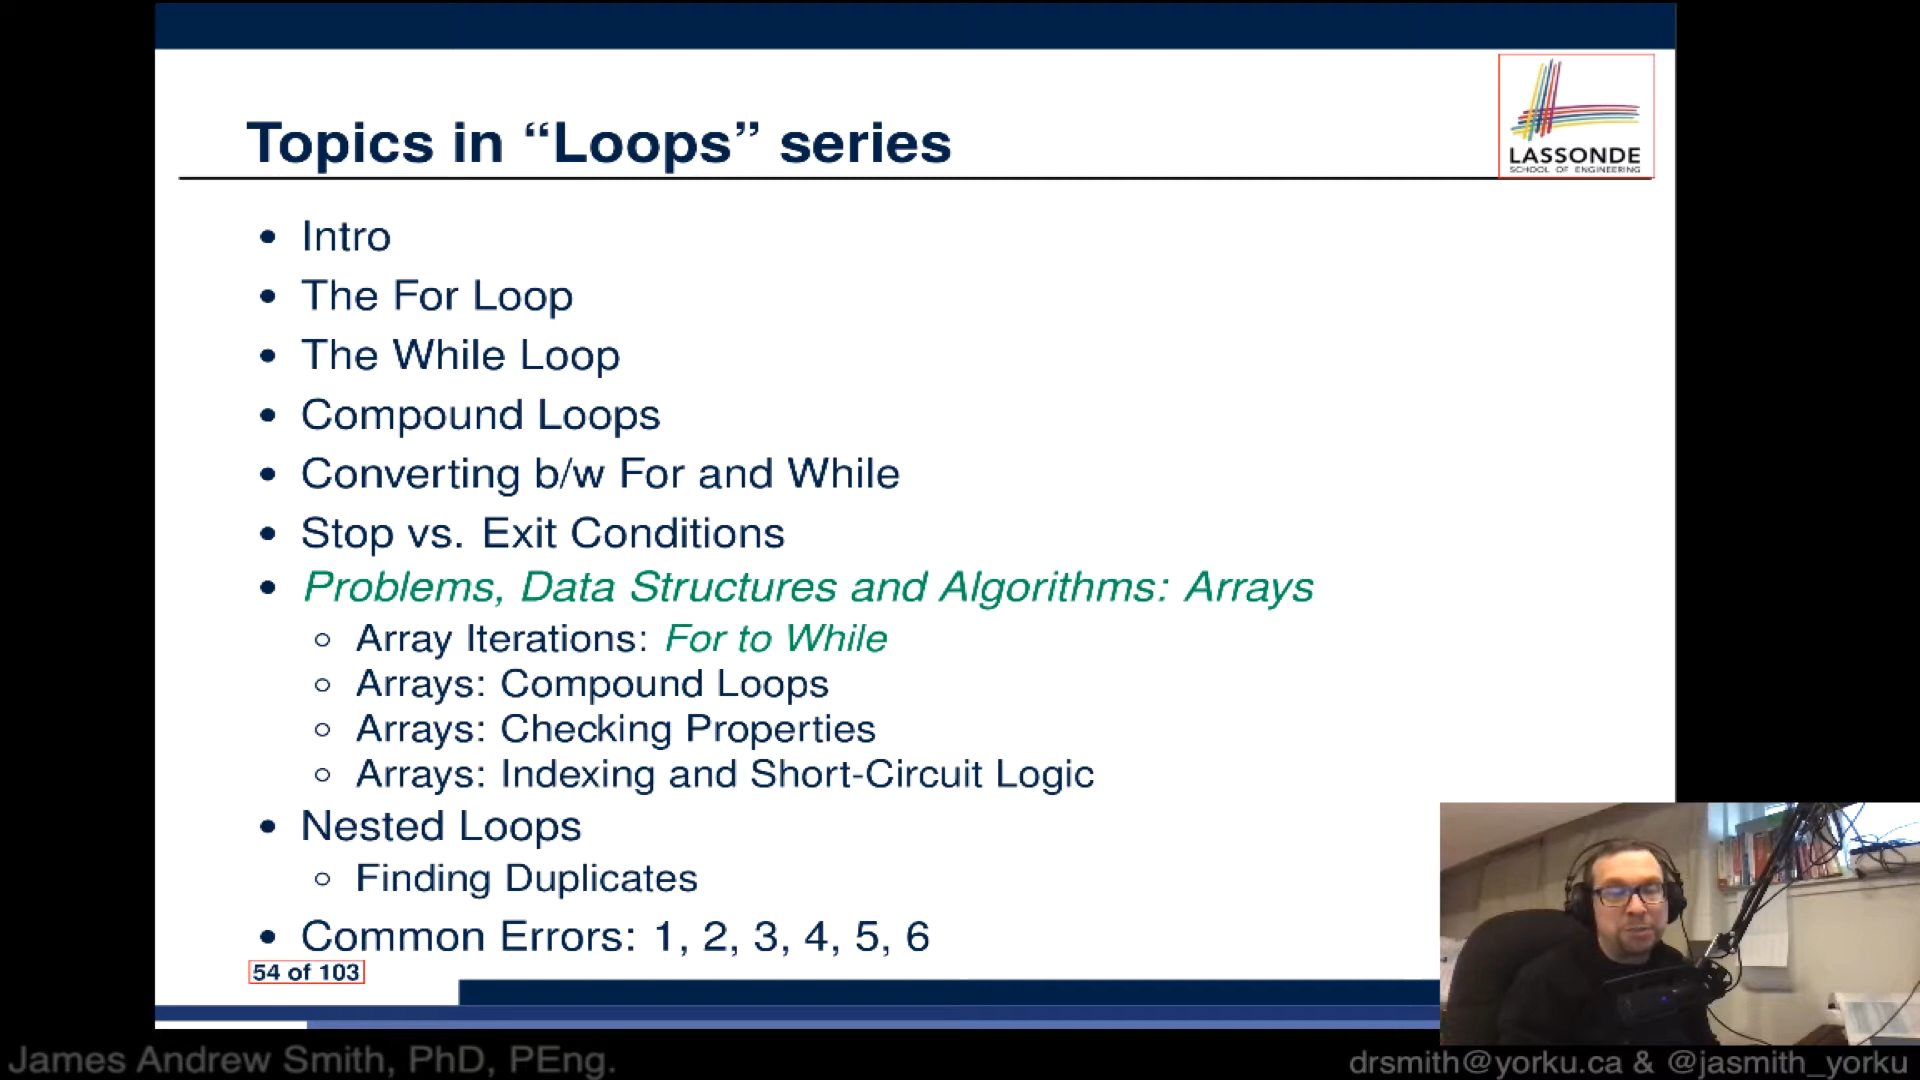 Topics in “Loops” series
LASSONDE
SCHOOL OF ENGINEERING
• Intro
• The For Loop
• The While Loop
• Compound Loops
• Converting b/w For and While
• Stop vs. Exit Conditions
• Problems, Data Structures and Algorithms: Arrays
○ Array Iterations: For to While
○ Arrays: Compound Loops
○ Arrays: Checking Properties
○ Arrays: Indexing and Short-Circuit Logic
• Nested Loops
○ Finding Duplicates
• Common Errors: 1, 2, 3, 4, 5, 6
54 of 103
James Andrew Smith, PhD, PEng.
drsmith@yorku.ca & @jasmith_yorku